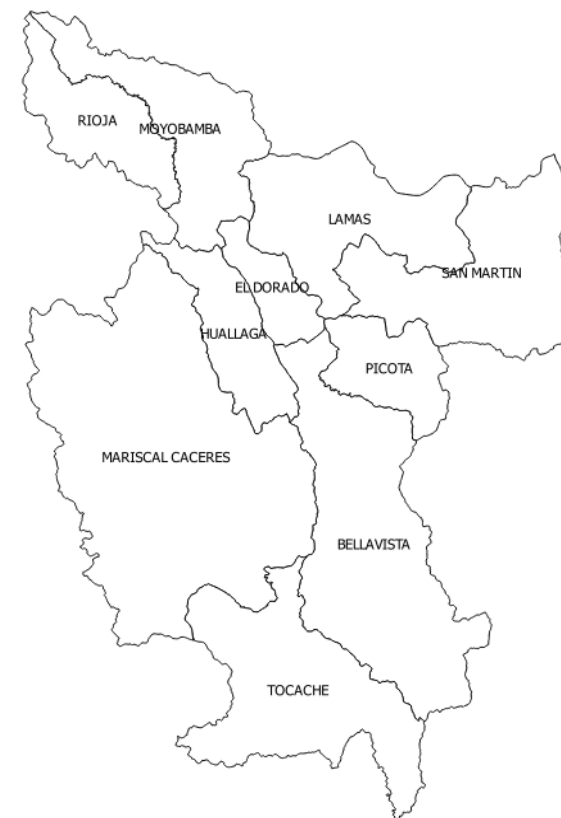 RIOJA
MOYOBAMBA
LAMAS
SAN MARTIN
EL DORADO
HUALLAGA
PICOTA
MARISCAL CACERES
BELLAVISTA
TOCACHE